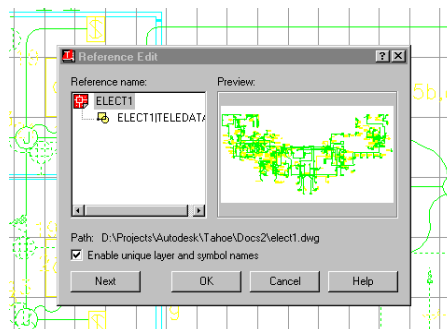 Reference Edit
Reference name:
Preview:
ELECT1
ELECT1|TELEDATA
Path: D:\Projects\Autodesk\Tahoe\Docs2\elect1.dwg
Enable unique layer and symbol names
Next
OK
Cancel
Help
5b.